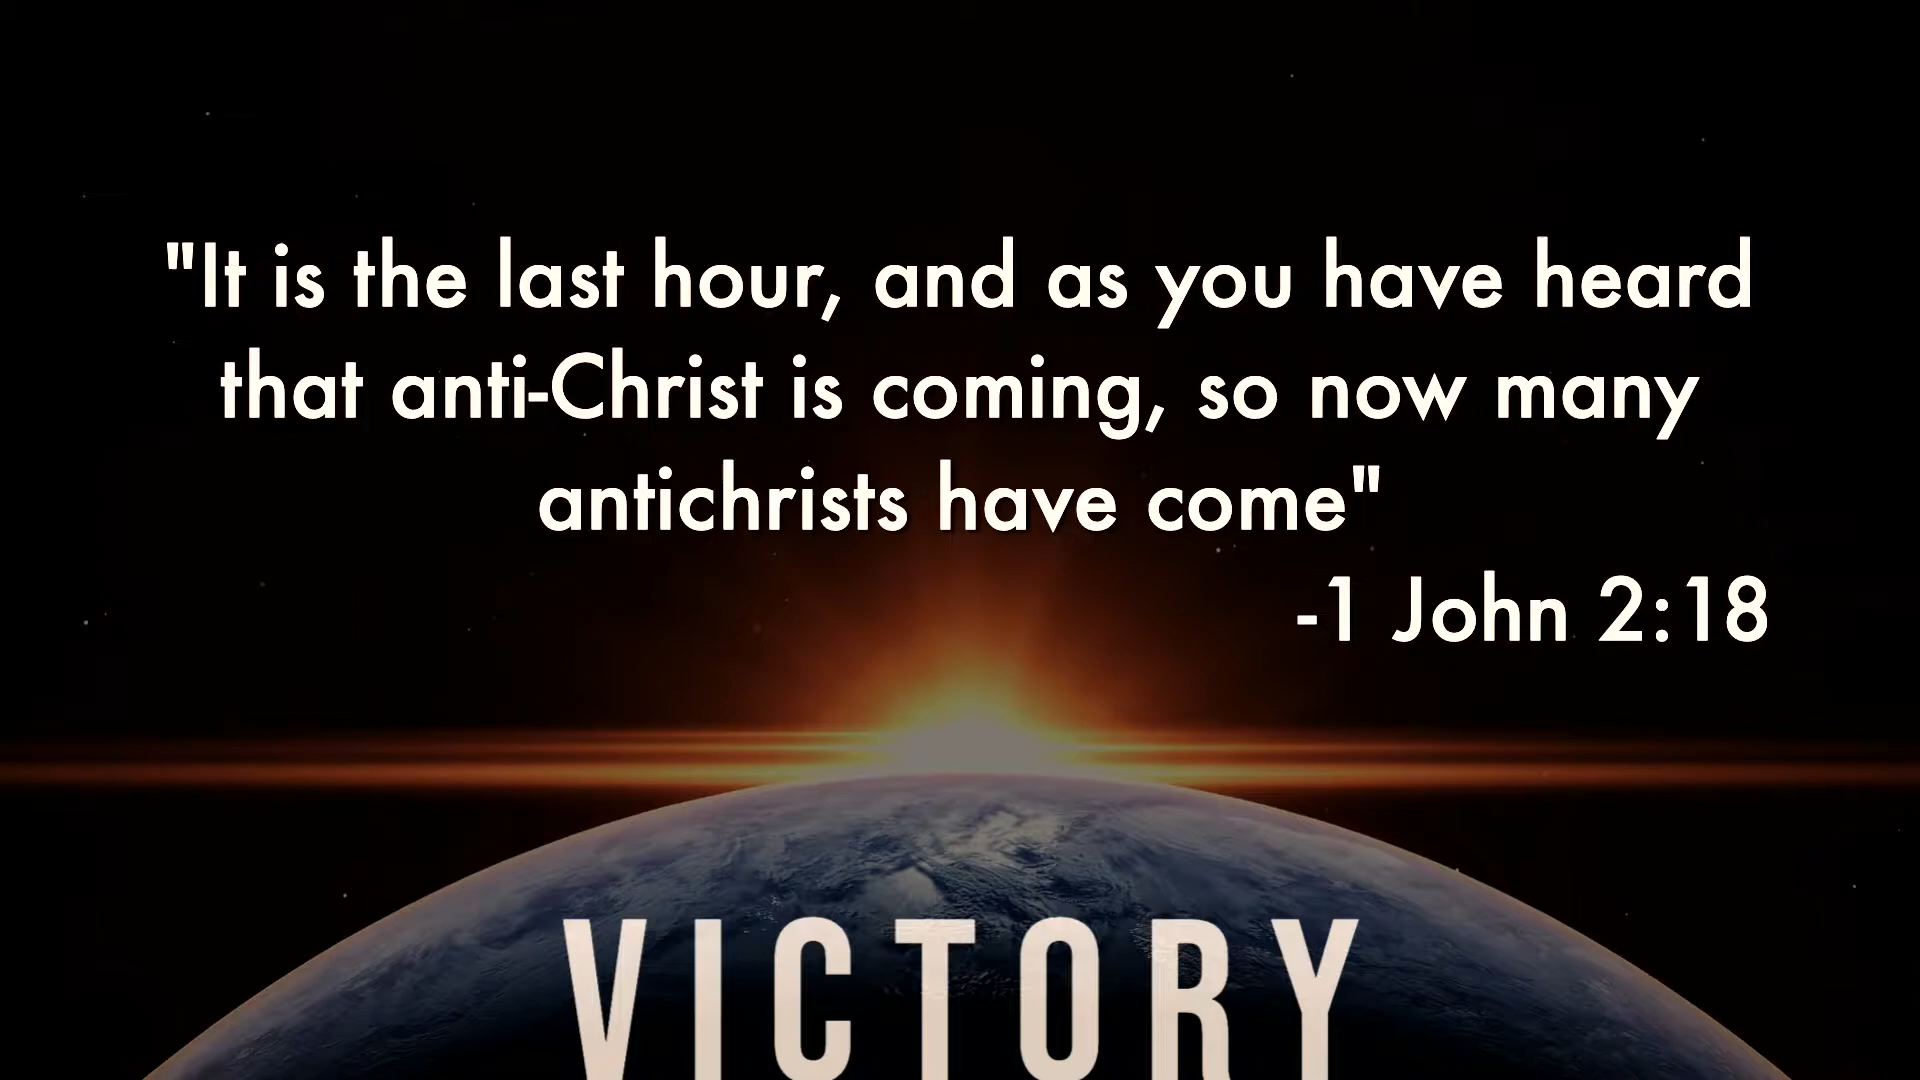 "It is the last hour, and as you have heard
that anti-Christ is coming, so now many
antichrists have come"
-1 John 2:18
VICTORY